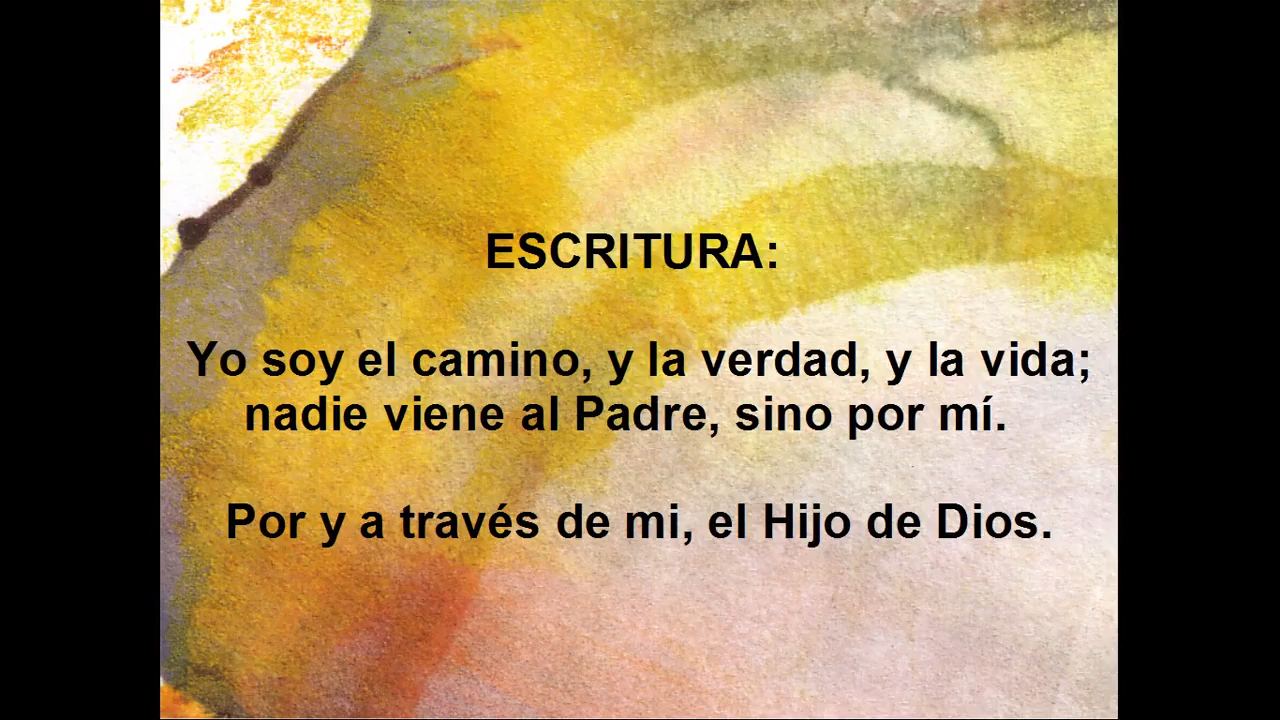 ESCRITURA:
Yo soy el camino, y la verdad, y la vida;
nadie viene al Padre, sino por mí.
Por y a través de mi, el Hijo de Dios.